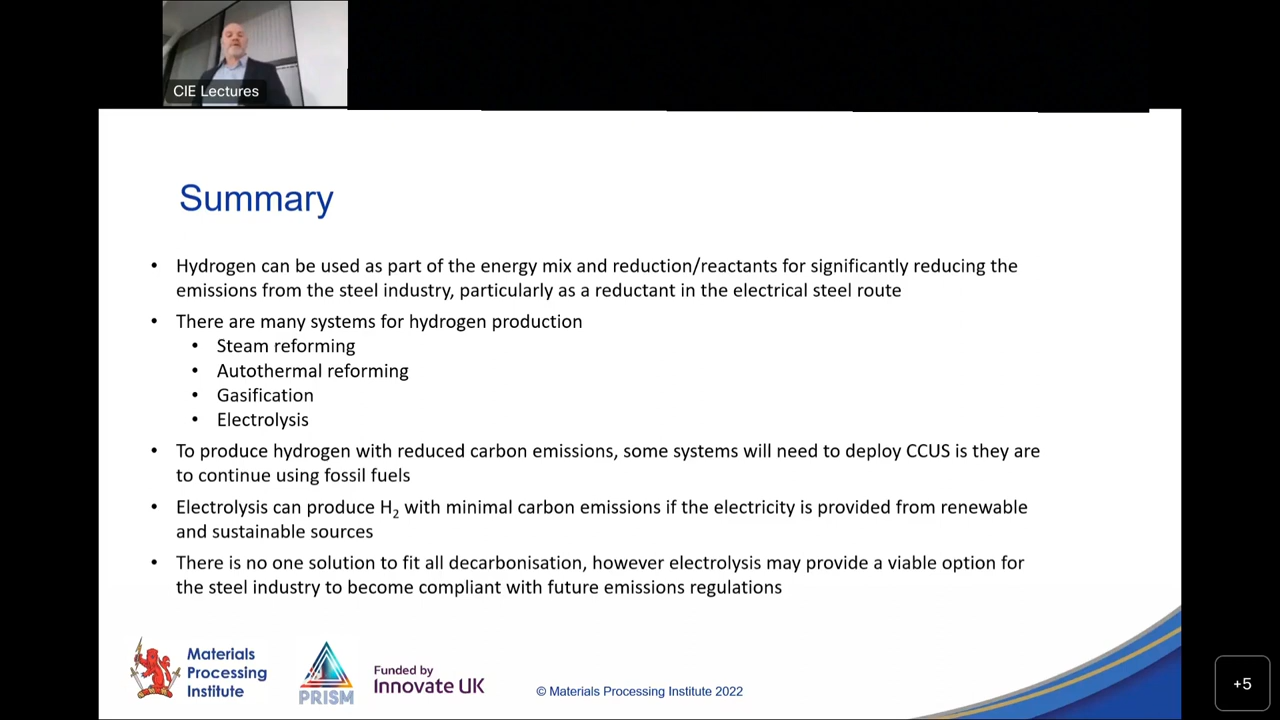 CIE Lectures
Summary
• Hydrogen can be used as part of the energy mix and reduction/reactants for significantly reducing the
emissions from the steel industry, particularly as a reductant in the electrical steel route
• There are many systems for hydrogen production
• Steam reforming
• Autothermal reforming
• Gasification
• Electrolysis
• To produce hydrogen with reduced carbon emissions, some systems will need to deploy CCUS is they are
to continue using fossil fuels
• Electrolysis can produce H₂ with minimal carbon emissions if the electricity is provided from renewable
and sustainable sources
• There is no one solution to fit all decarbonisation, however electrolysis may provide a viable option for
the steel industry to become compliant with future emissions regulations
Materials
Processing
Institute
PRISM
Funded by
Innovate UK
© Materials Processing Institute 2022
+5